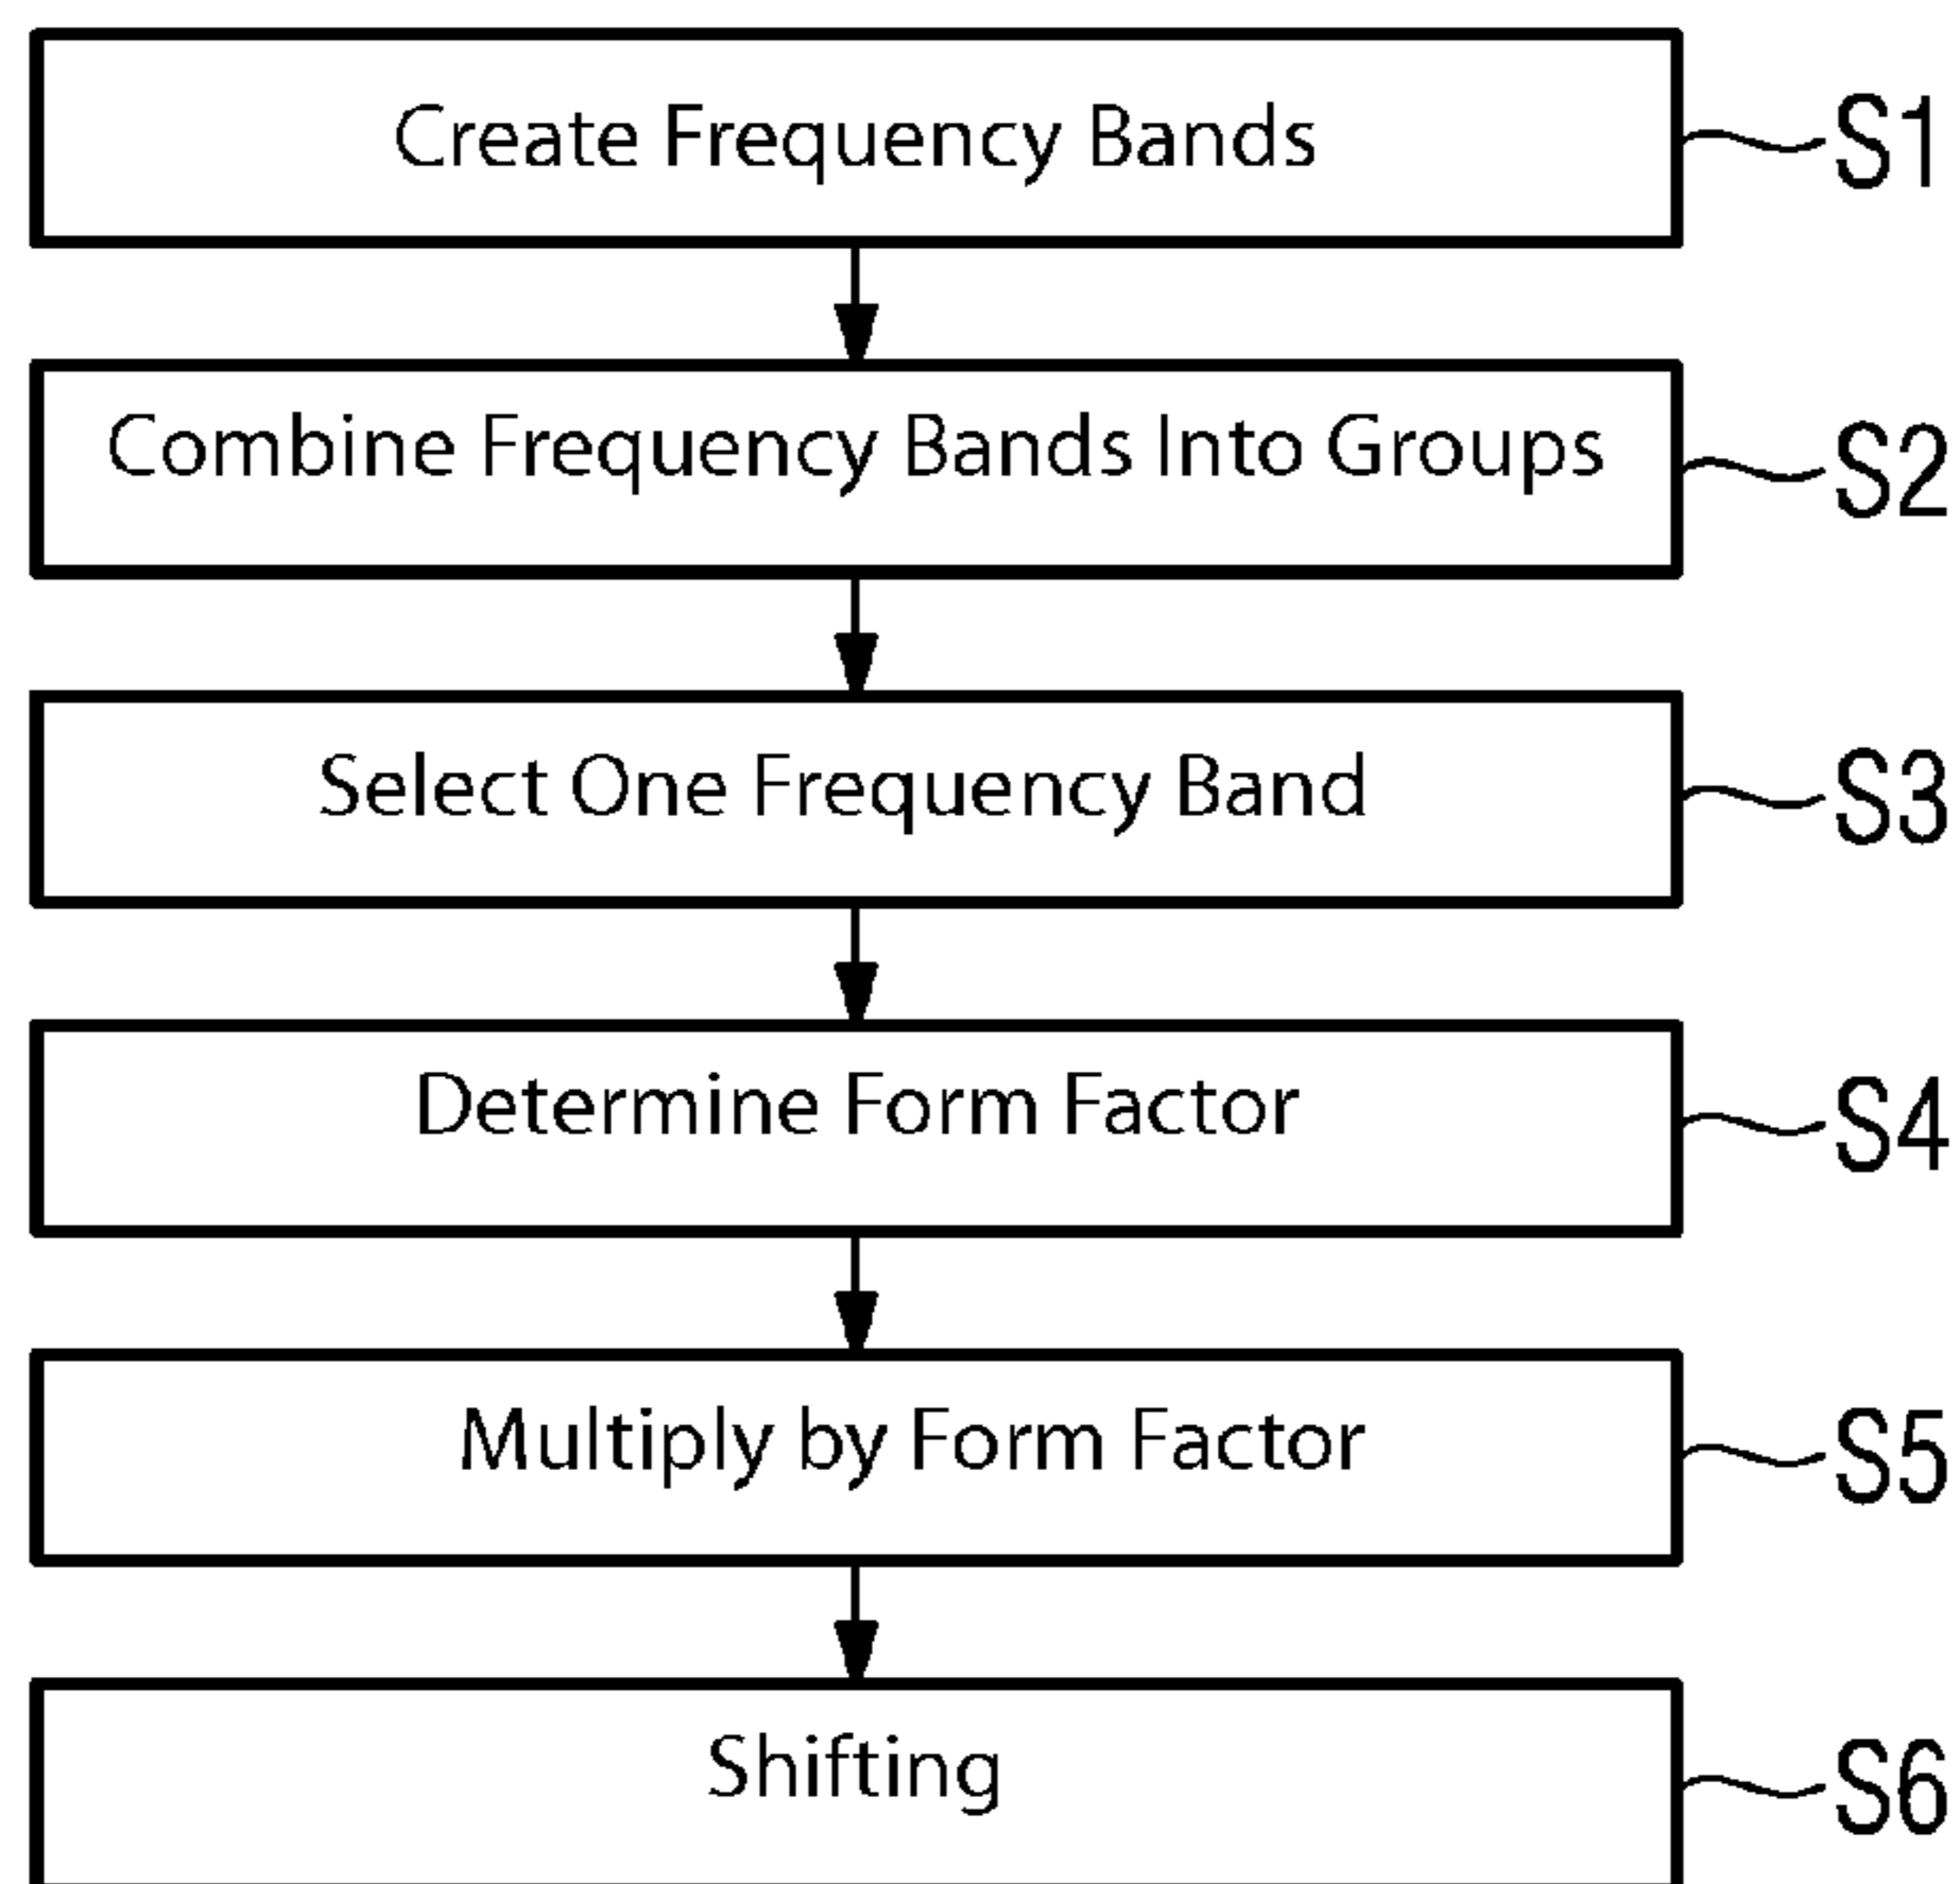 Create Frequency Bands S1
Combine Frequency Bands Into Groups S2
Select One Frequency Band S3
Determine Form Factor S4
Multiply by Form Factor S5
Shifting S6